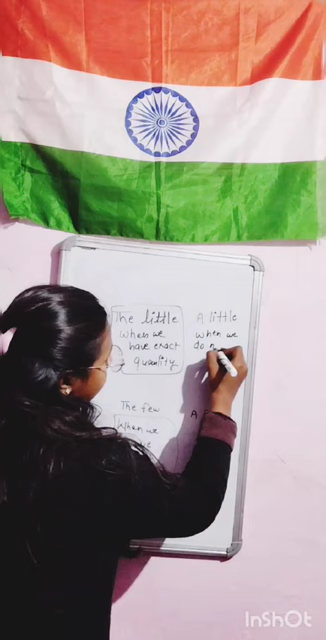 The little
When we
have exact
quantity
A little
when we
do n
The few
When we
A
InShOt